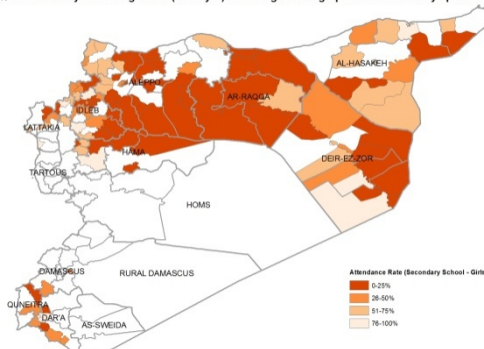 AL-HASAKEH
ALEPPO
AR-RAQQA
IDLEB
LATTAKIA
HAMA
DEIR-EZ-ZOR
TARTOUS
HOMS
DAMASCUS
RURAL DAMASCUS
QUNEITRA
DAR'A
AS-SWEIDA
Attendance Rate (Secondary School - Girls
0-25%
26-50%
51-75%
76-100%